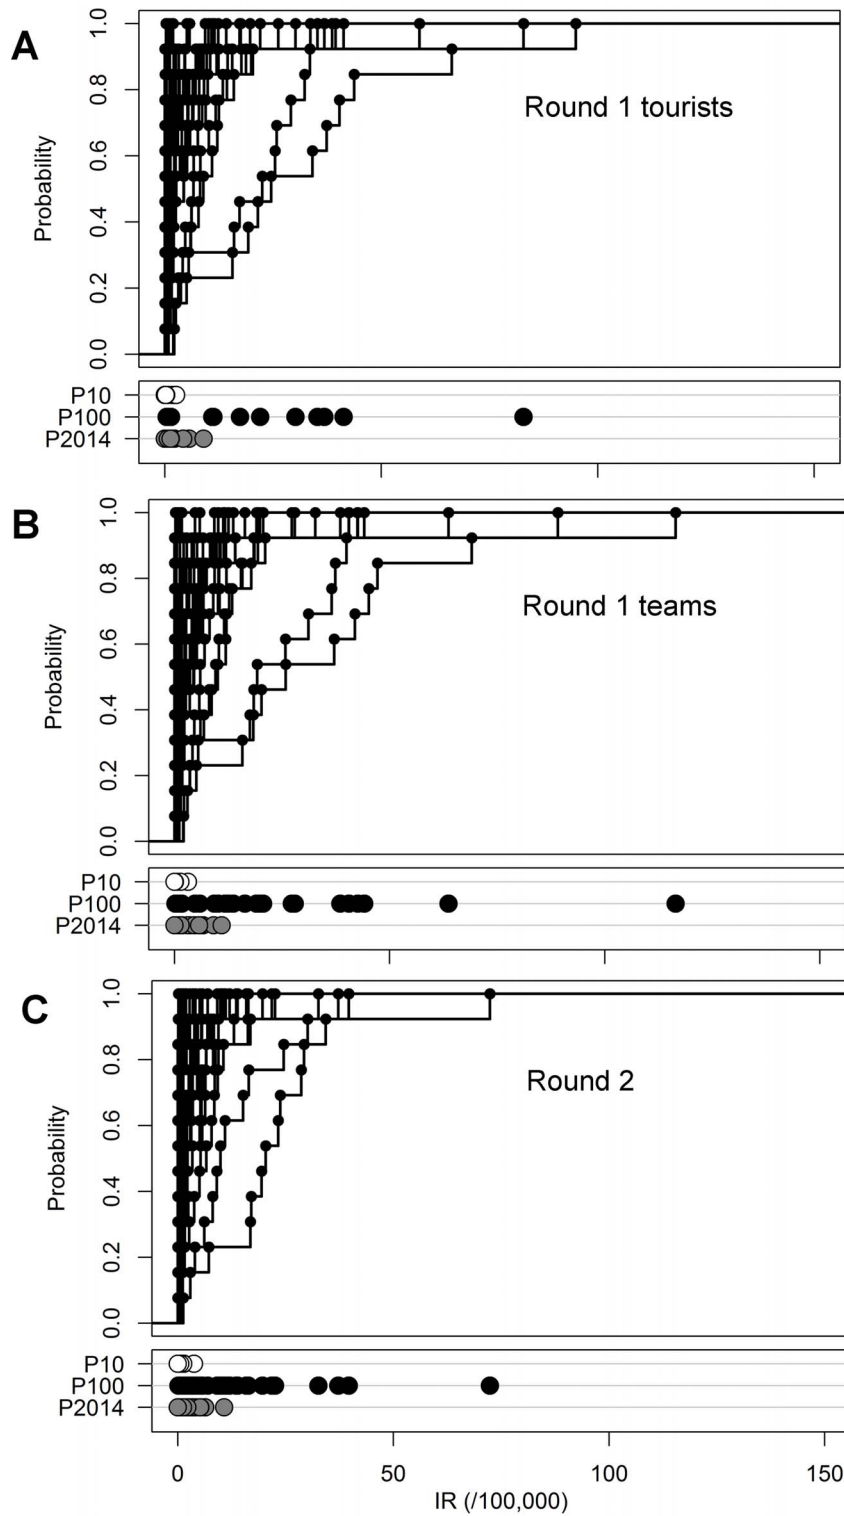 A
Probability
0.0 0.2 0.4 0.6 0.8 1.0
Round 1 tourists
P10
P100
P2014
B
Probability
0.0 0.2 0.4 0.6 0.8 1.0
Round 1 teams
P10
P100
P2014
C
Probability
0.0 0.2 0.4 0.6 0.8 1.0
Round 2
P10
P100
P2014
0 50 100 150
IR (/100,000)